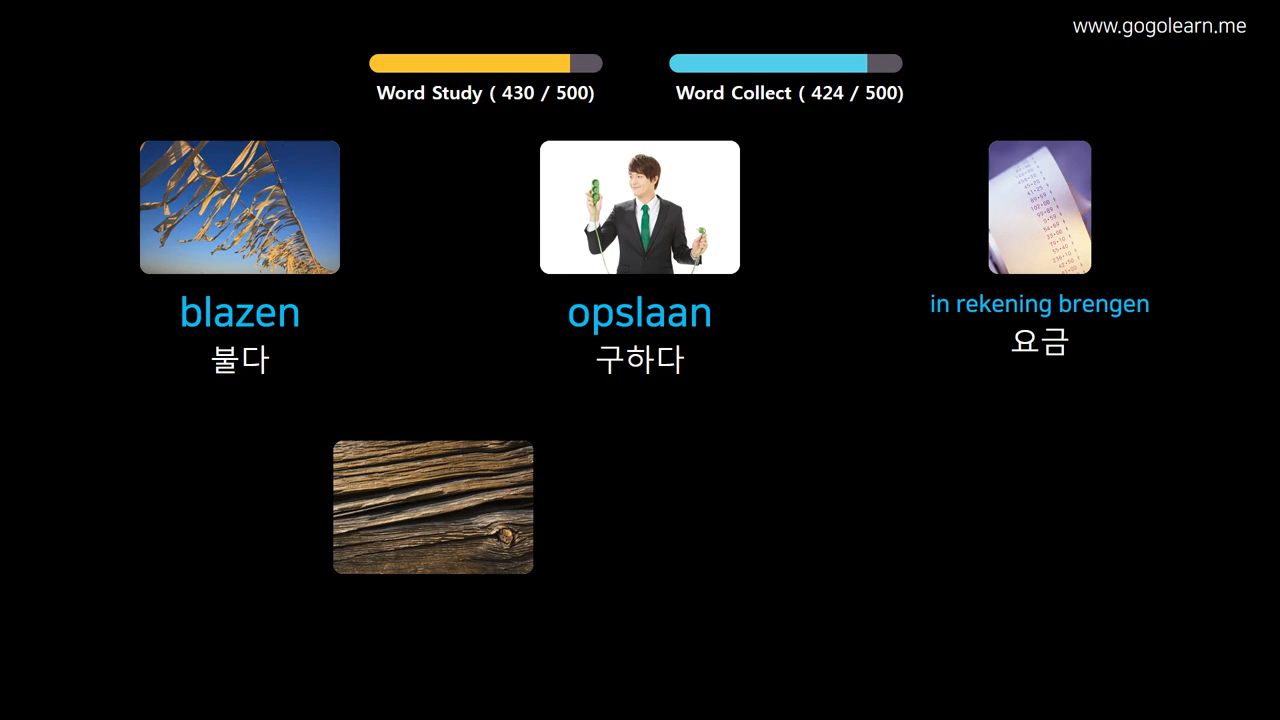 www.gogolearn.me
Word Study ( 430 / 500)
Word Collect ( 424 / 500)
blazen
불다
opslaan
구하다
in rekening brengen
요금